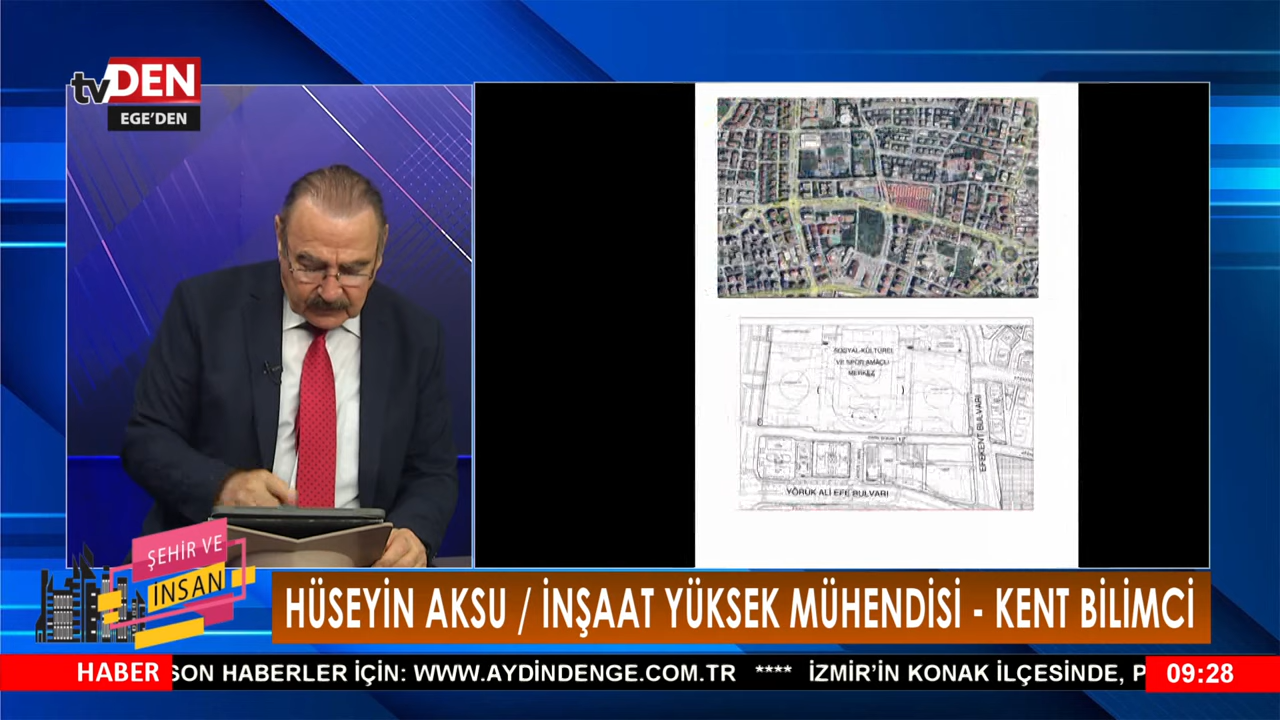 tvDEN
EGE'DEN
SOSYAL-KÜLTÜREL
VE SPOR AMAÇLI
MERKEZ
EFEKENT BULVARI
YÖRÜK ALİ EFE BULVARI
ŞEHİR VE
İNSAN
HÜSEYİN AKSU / İNŞAAT YÜKSEK MÜHENDİSİ - KENT BİLİMCİ
HABER
SON HABERLER İÇİN: WWW.AYDINDENGE.COM.TR **** İZMİR'İN KONAK İLÇESİNDE, P
09:28